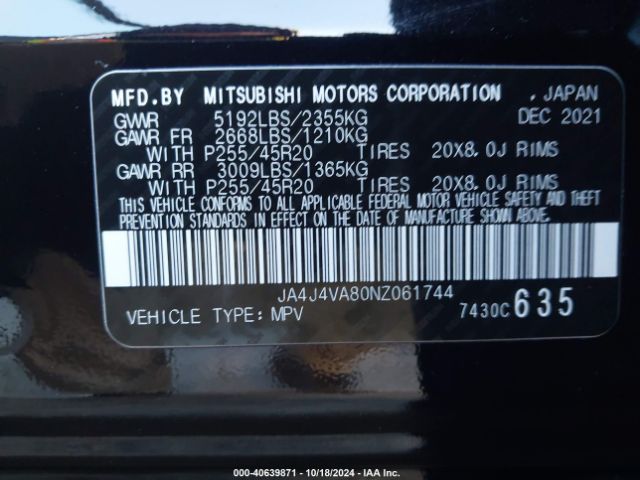 MFD.BY MITSUBISHI MOTORS CORPORATION , JAPAN
GVWR 5192LBS/2355KG DEC 2021
GAWR FR 2668LBS/1210KG
WITH P255/45R20 TIRES 20X8.0J RIMS
GAWR RR 3009LBS/1365KG
WITH P255/45R20 TIRES 20X8.0J RIMS
THIS VEHICLE CONFORMS TO ALL APPLICABLE FEDERAL MOTOR VEHICLE SAFETY AND THEFT
PREVENTION STANDARDS IN EFFECT ON THE DATE OF MANUFACTURE SHOWN ABOVE.
JA4J4VA80NZ061744
VEHICLE TYPE: MPV 7430C 635
000-40639871 - 10/18/2024 - IAA Inc.